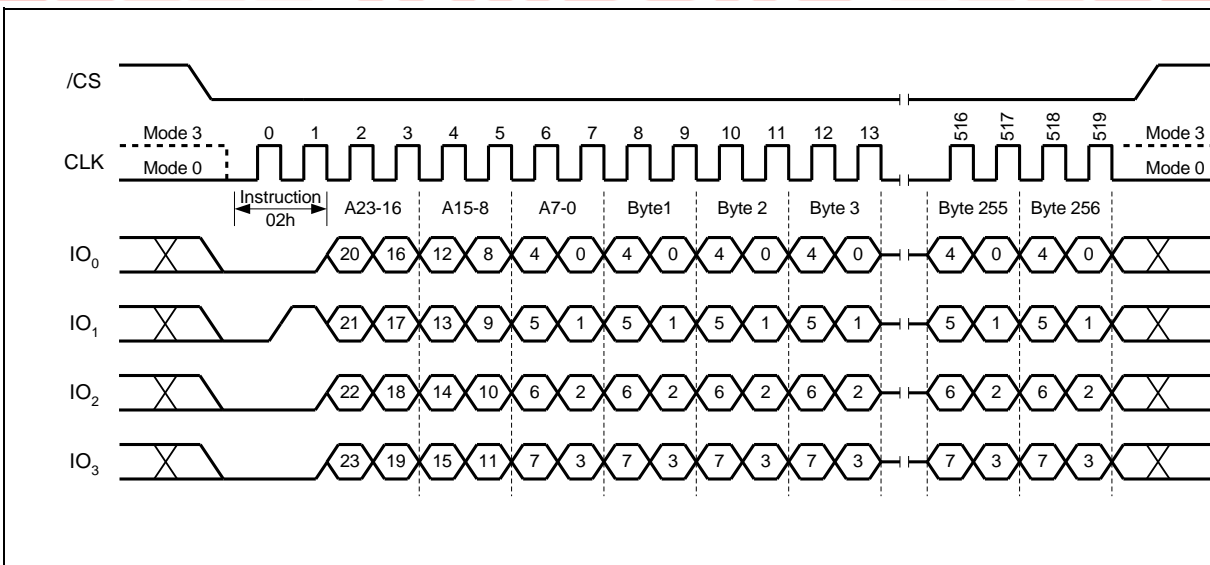 /CS
Mode 3 0 1 2 3 4 5 6 7 8 9 10 11 12 13 516 517 518 519 Mode 3
CLK
Mode 0 Mode 0
Instruction
02h
A23-16 A15-8 A7-0 Byte1 Byte 2 Byte 3 Byte 255 Byte 256
IO0 20 16 12 8 4 0 4 0 4 0 4 0 4 0 4 0
IO1 21 17 13 9 5 1 5 1 5 1 5 1 5 1 5 1
IO2 22 18 14 10 6 2 6 2 6 2 6 2 6 2 6 2
IO3 23 19 15 11 7 3 7 3 7 3 7 3 7 3 7 3